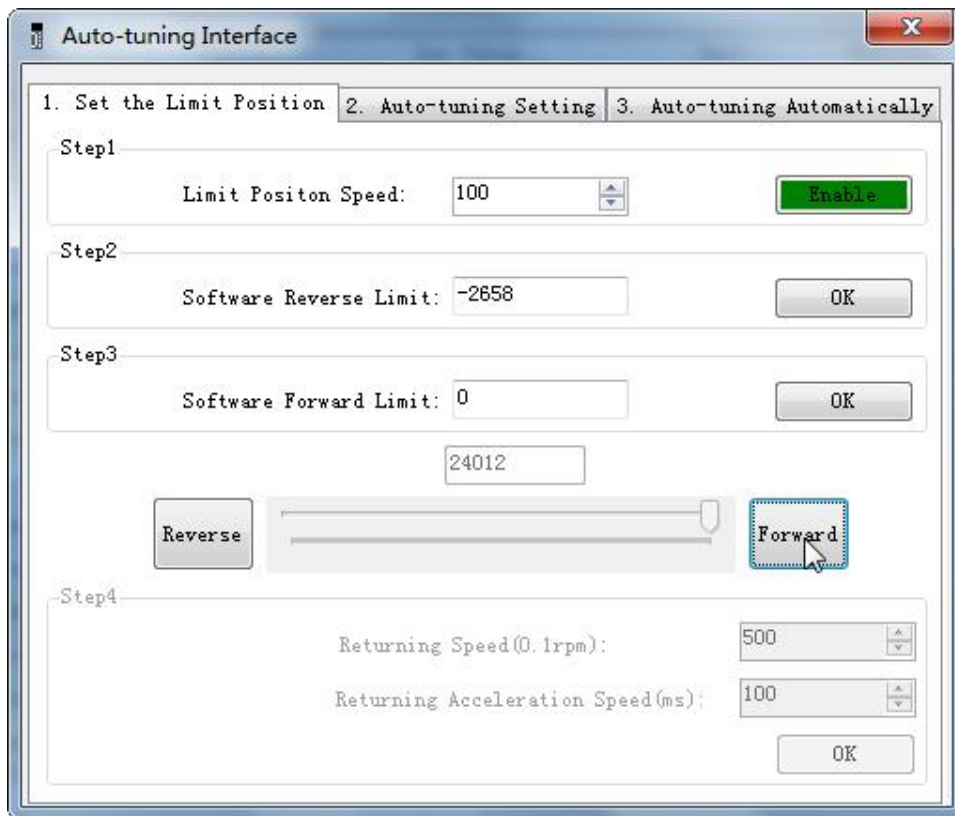 Auto-tuning Interface
1. Set the Limit Position 2. Auto-tuning Setting 3. Auto-tuning Automatically
Step1
Limit Positon Speed: 100 Enable
Step2
Software Reverse Limit: -2658 OK
Step3
Software Forward Limit: 0 OK
24012
Reverse Forward
Step4
Returning Speed(0.1rpm): 500
Returning Acceleration Speed(ms): 100
OK